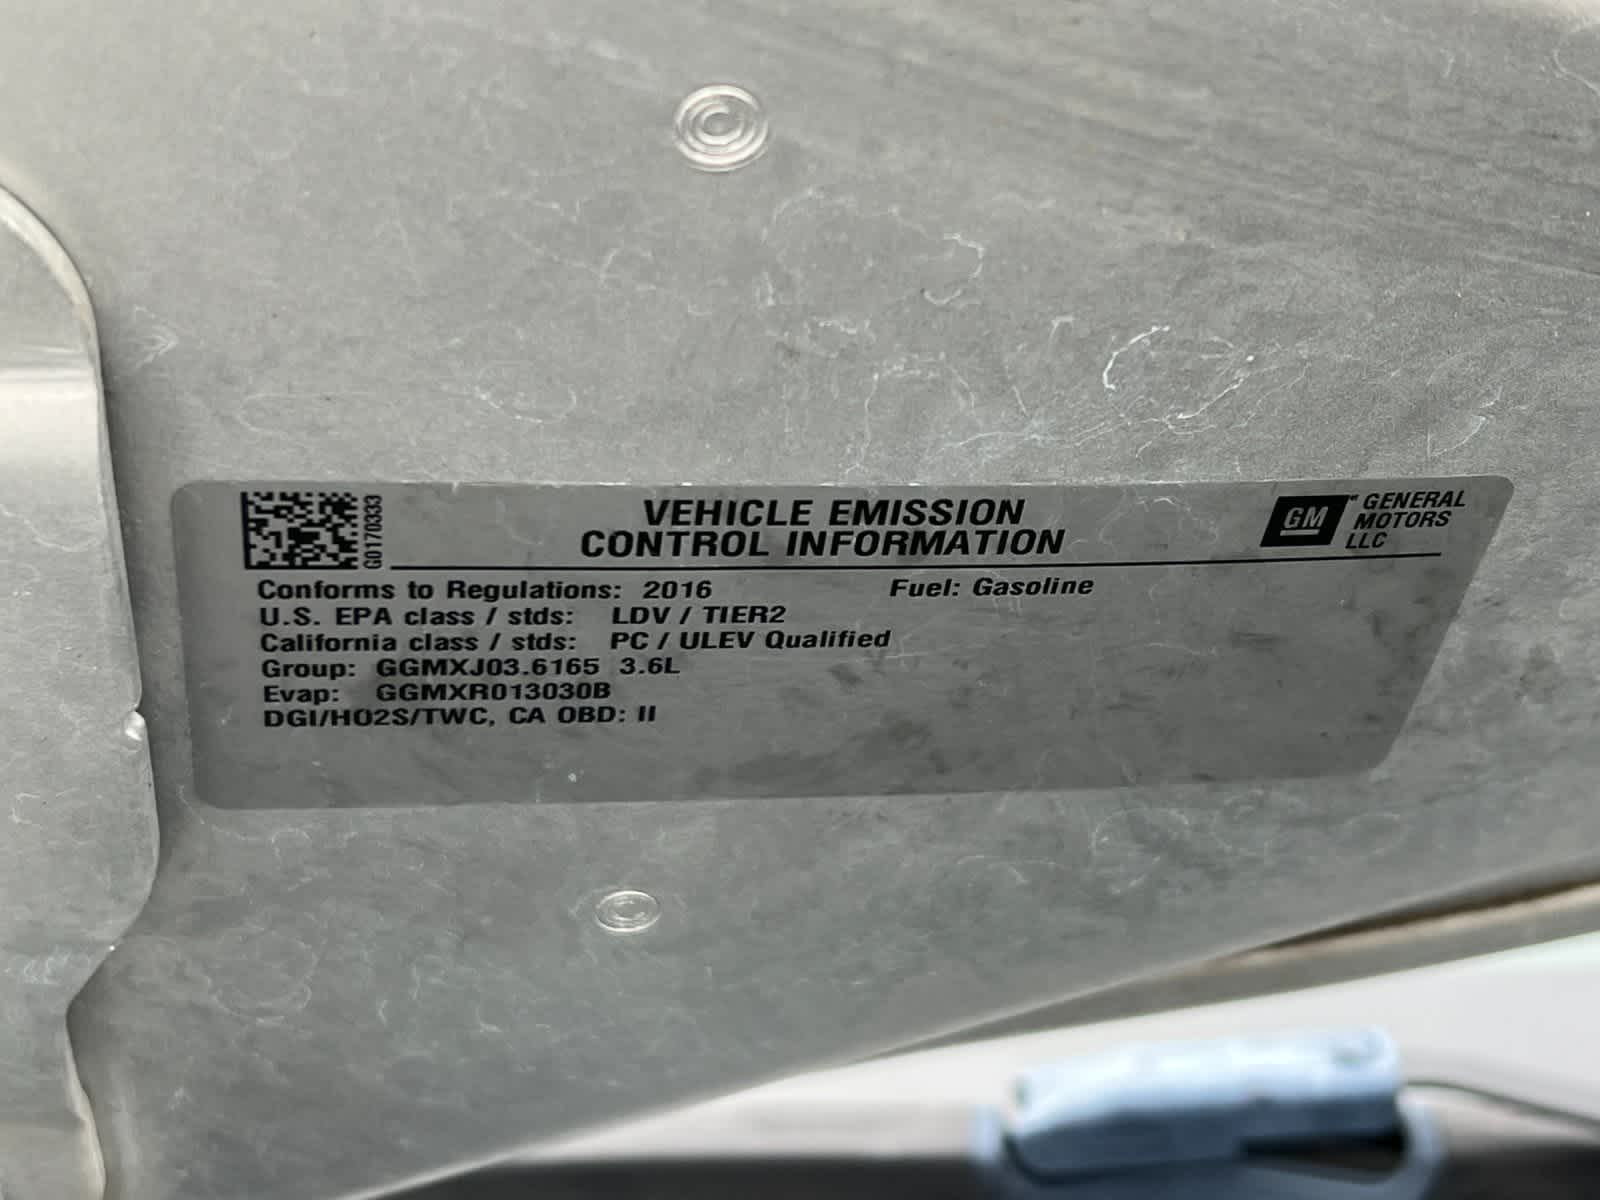 G0170333
VEHICLE EMISSION
CONTROL INFORMATION
GM
GENERAL
MOTORS
LLC
Conforms to Regulations: 2016 Fuel: Gasoline
U.S. EPA class / stds: LDV / TIER2
California class / stds: PC / ULEV Qualified
Group: GGMXJ03.6165 3.6L
Evap: GGMXR013030B
DGI/HO2S/TWC, CA OBD: II